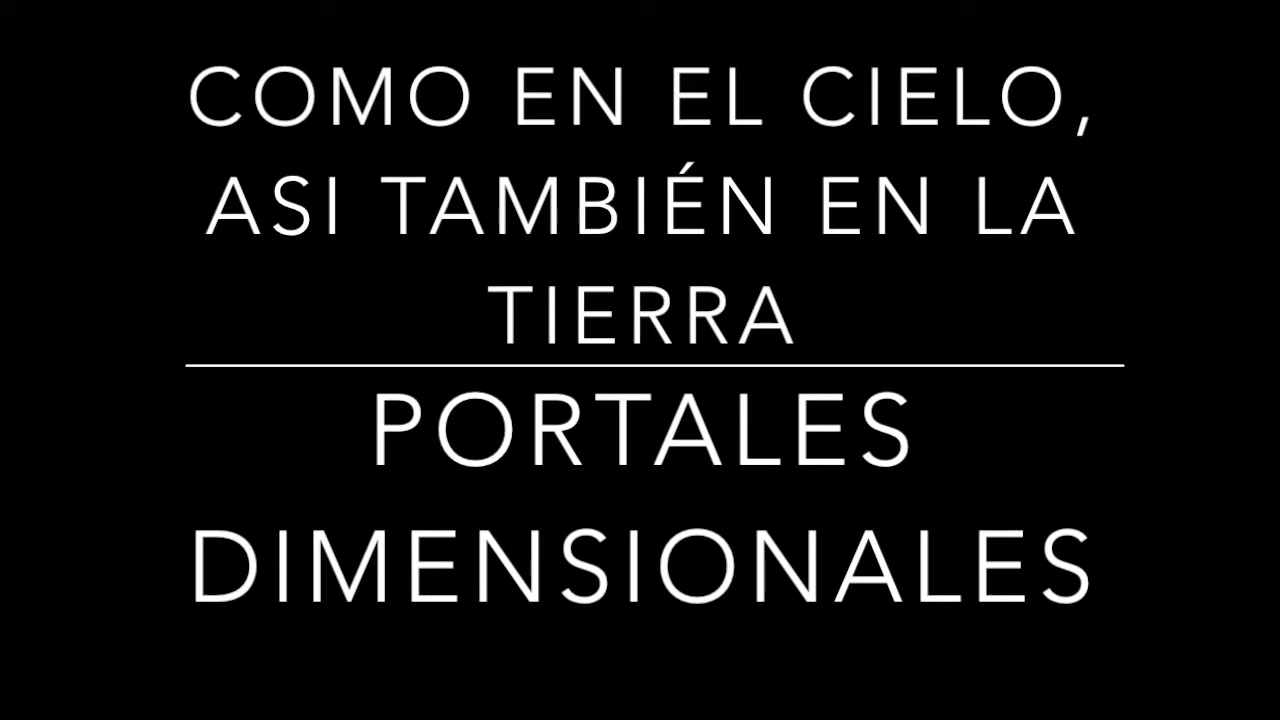 COMO EN EL CIELO,
ASI TAMBIÉN EN LA
TIERRA
PORTALES
DIMENSIONALES